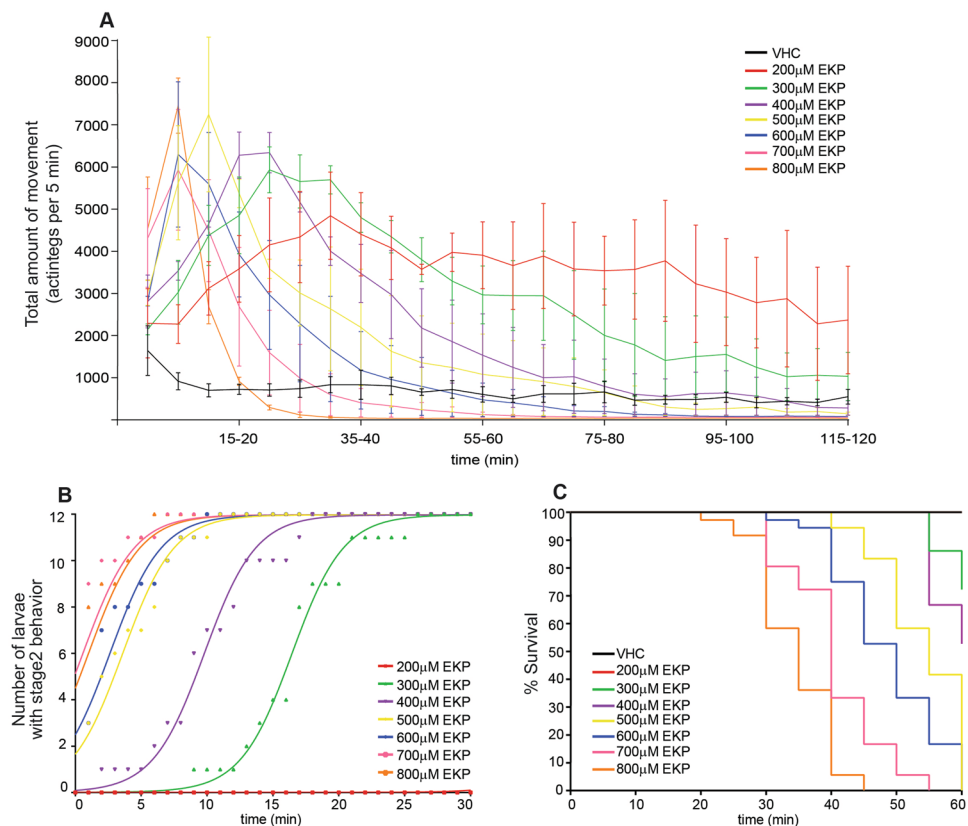 A
Total amount of movement
(actintegs per 5 min)
9000
8000
7000
6000
5000
4000
3000
2000
1000
15-20
35-40
55-60
75-80
95-100
115-120
time (min)
VHC
200µM EKP
300µM EKP
400µM EKP
500µM EKP
600µM EKP
700µM EKP
800µM EKP
B
Number of larvae
with stage2 behavior
12
10
8
6
4
2
0
0
5
10
15
20
25
30
time (min)
200µM EKP
300µM EKP
400µM EKP
500µM EKP
600µM EKP
700µM EKP
800µM EKP
C
% Survival
100
90
80
70
60
50
40
30
20
10
0
0
10
20
30
40
50
60
time (min)
VHC
200µM EKP
300µM EKP
400µM EKP
500µM EKP
600µM EKP
700µM EKP
800µM EKP